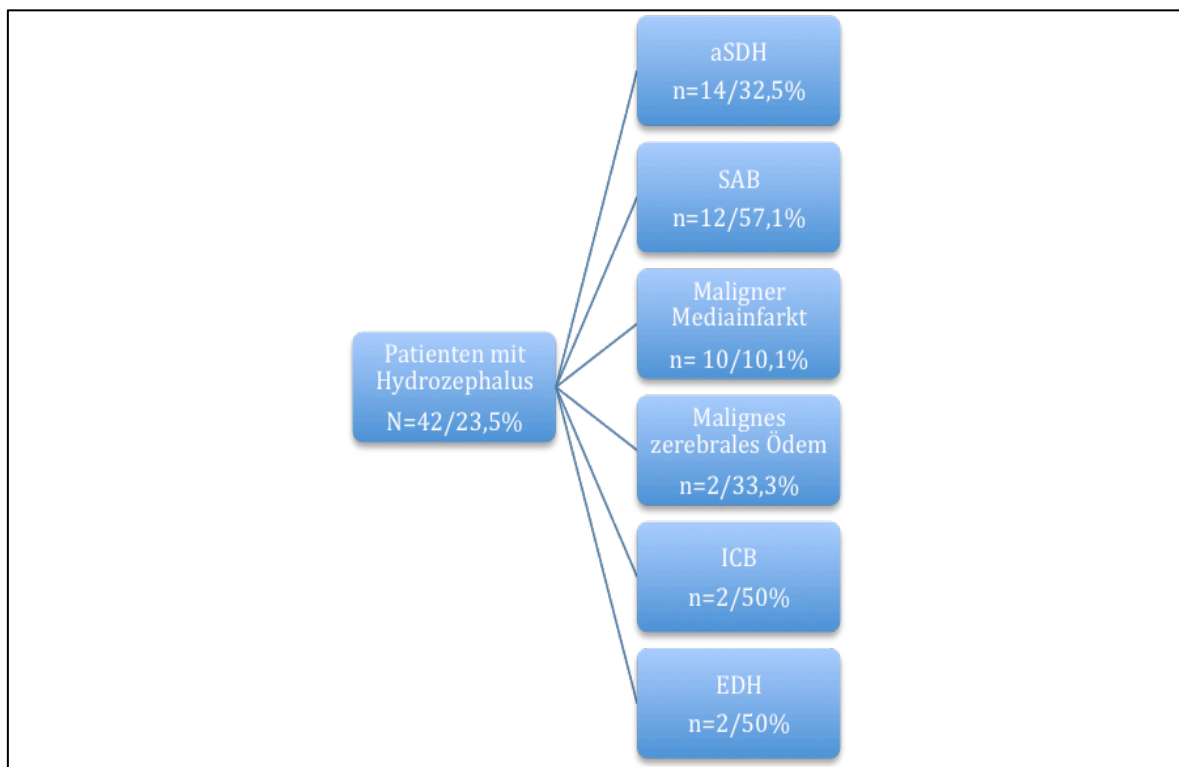 Patienten mit
Hydrozephalus
N=42/23,5%
aSDH
n=14/32,5%
SAB
n=12/57,1%
Maligner
Mediainfarkt
n= 10/10,1%
Malignes
zerebrales Ödem
n=2/33,3%
ICB
n=2/50%
EDH
n=2/50%